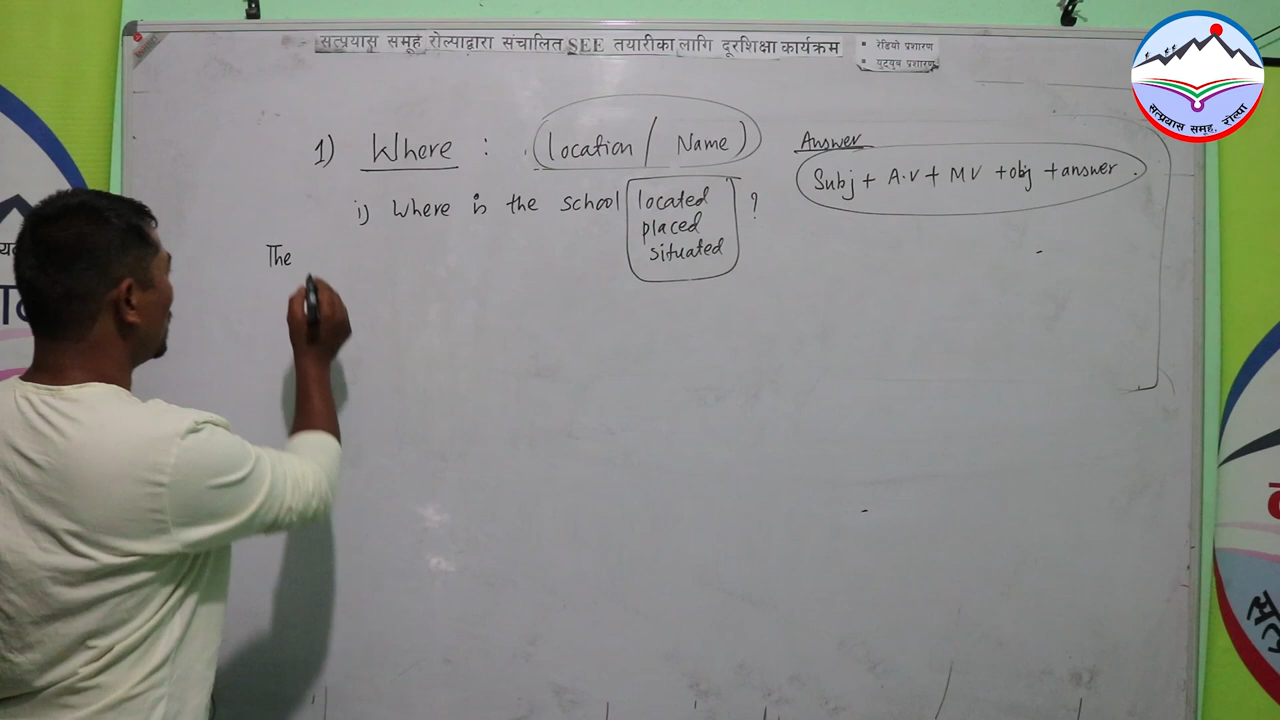 सत्प्रयास समूह रोल्पाद्वारा संचालित SEE तयारीका लागि दूरशिक्षा कार्यक्रम
▪ रेडियो प्रशारण
▪ युट्युब प्रशारण
सत्प्रयास समूह, रोल्पा
1) Where : (location / Name)
Answer
Subj + A.V + MV + obj + answer.
i) Where is the school located ?
placed
situated
The